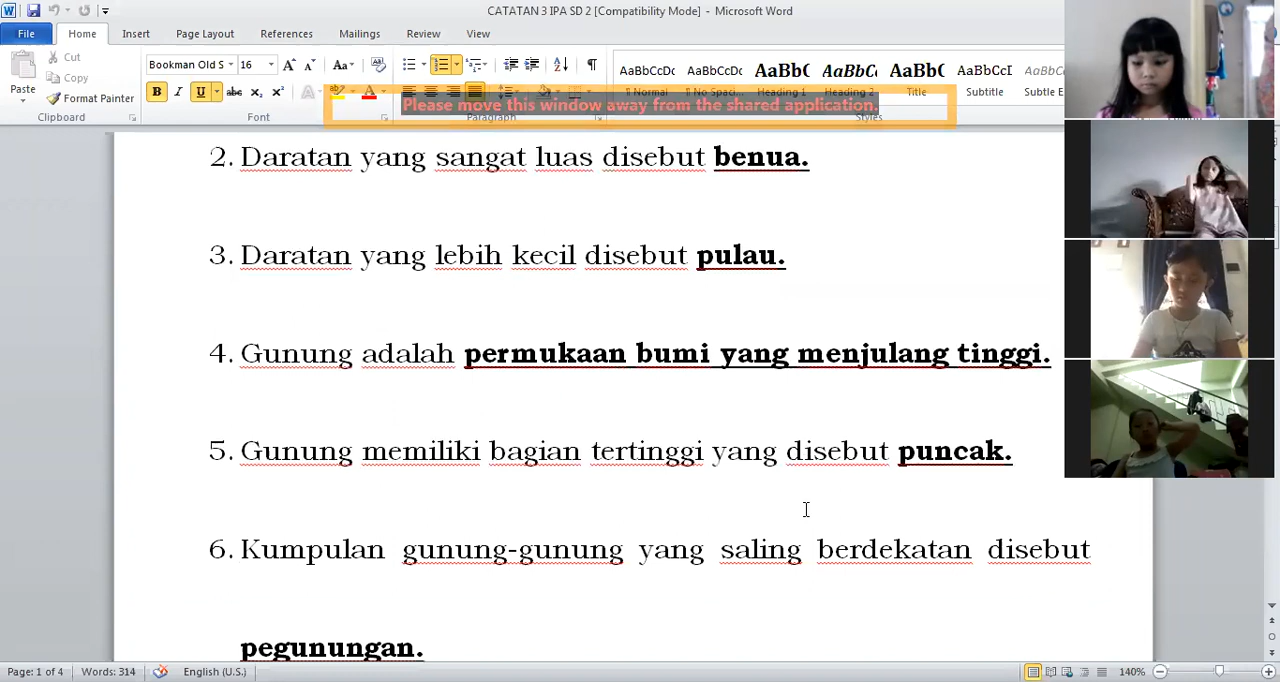 CATATAN 3 IPA SD 2 [Compatibility Mode] - Microsoft Word
File Home Insert Page Layout References Mailings Review View
Paste
Cut
Copy
Format Painter
Clipboard
Bookman Old S 16
Font
Paragraph
AaBbCcDc AaBbCcDc AaBbC AaBbCc AaBbC AaBbCcD AaBbCcD
¶ Normal ¶ No Spaci... Heading 1 Heading 2 Title Subtitle Subtle E
Styles
Please move this window away from the shared application.
2. Daratan yang sangat luas disebut benua.
3. Daratan yang lebih kecil disebut pulau.
4. Gunung adalah permukaan bumi yang menjulang tinggi.
5. Gunung memiliki bagian tertinggi yang disebut puncak.
6. Kumpulan gunung-gunung yang saling berdekatan disebut
pegunungan.
Page: 1 of 4 Words: 314 English (U.S.) 140%